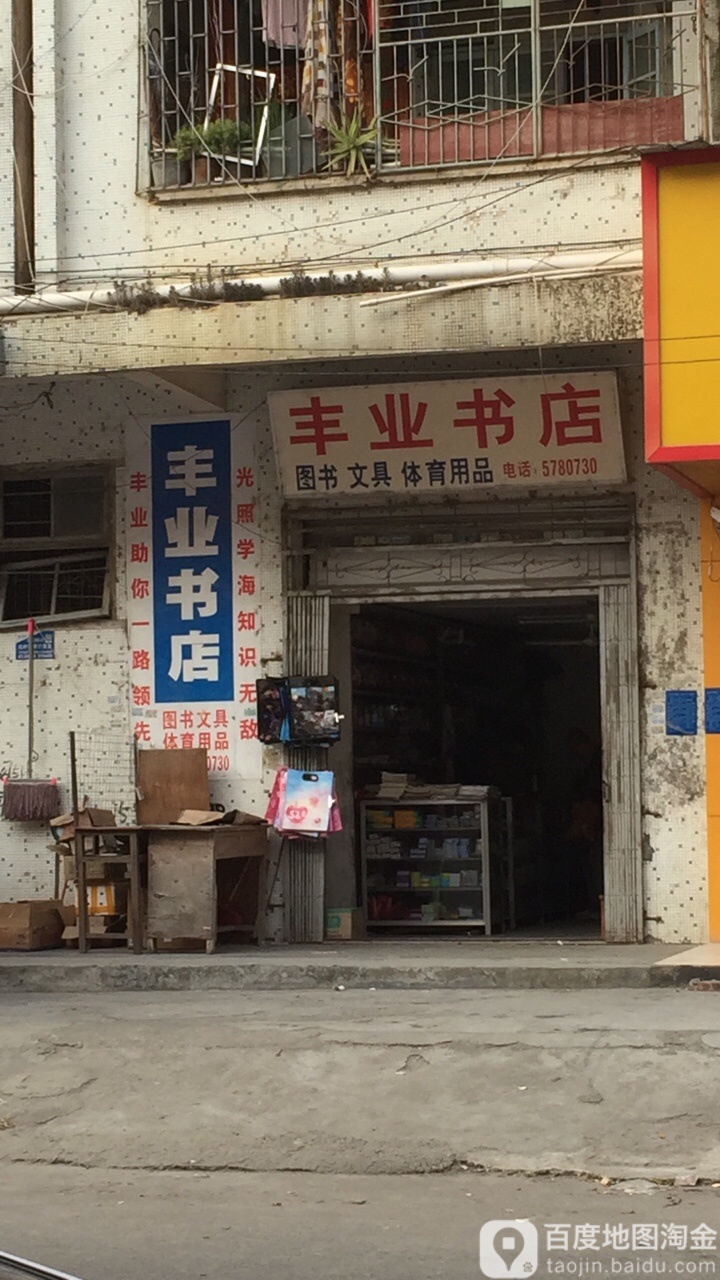 丰业书店
图书 文具 体育用品 电话:5780730
光照学海知识无敌
丰业书店
丰业助你一路领先
图书文具
体育用品
0730
百度地图淘金
taojin.baidu.com